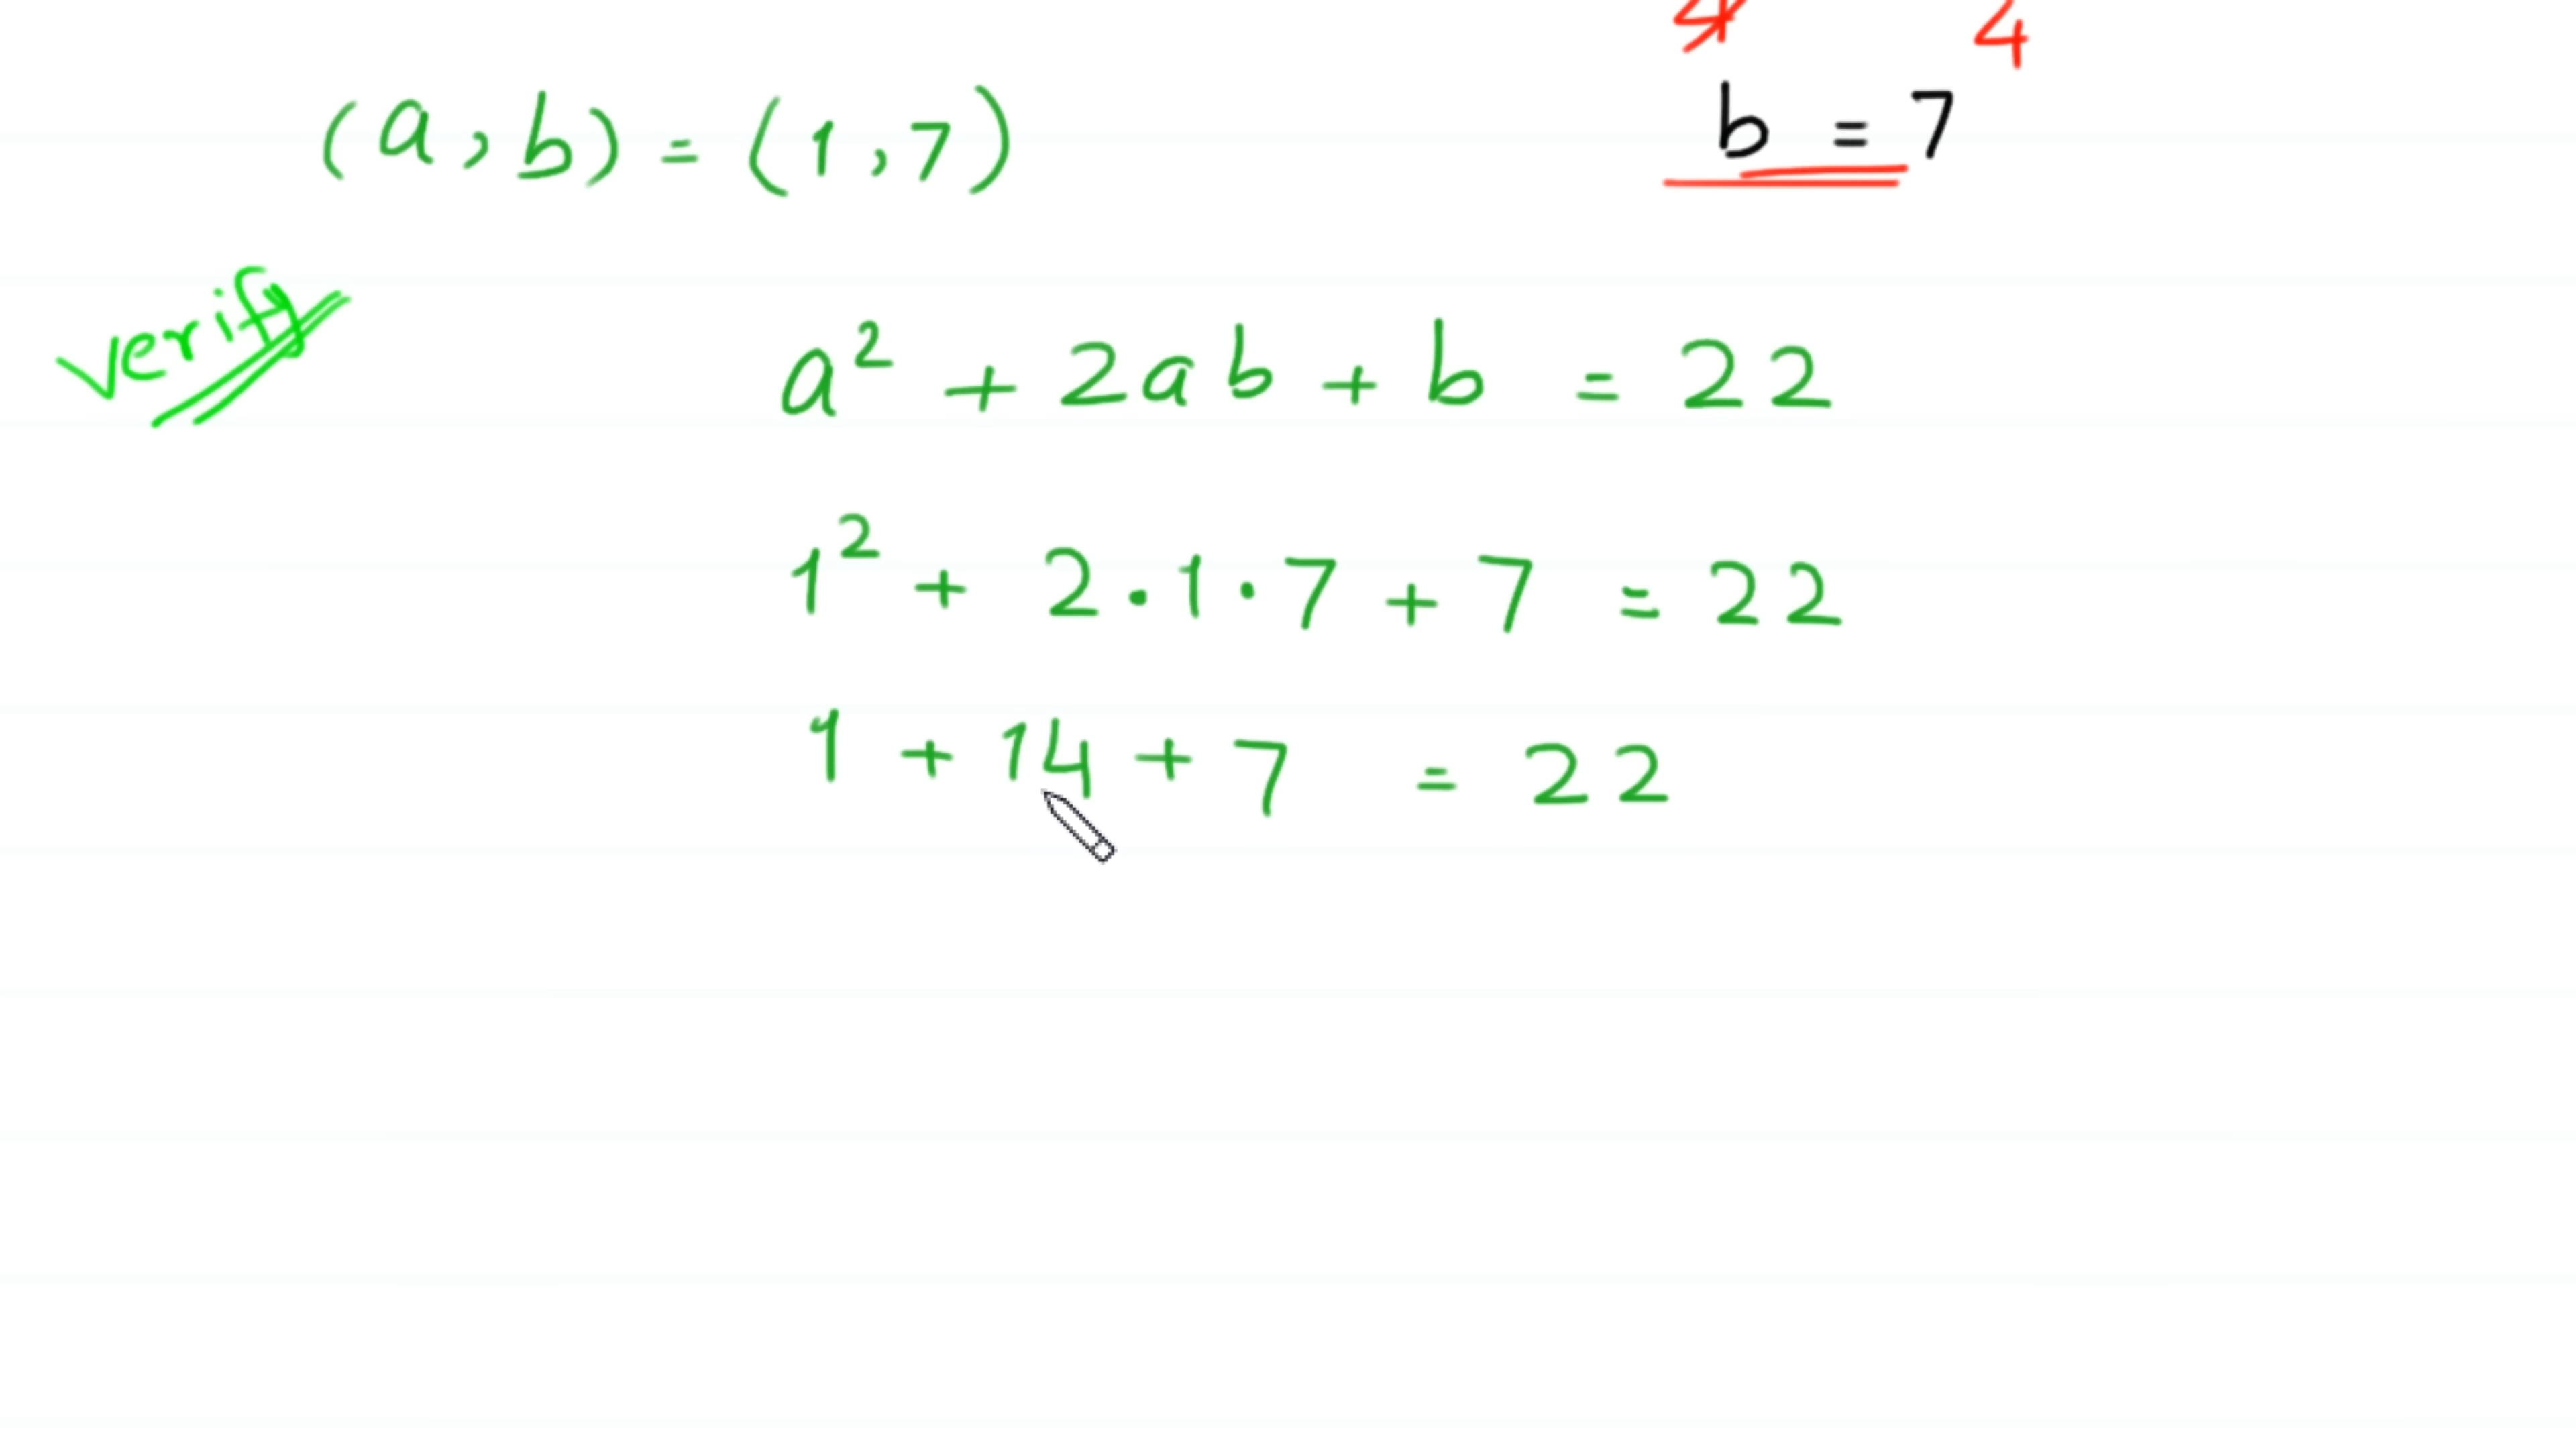 4 4
(a, b) = (1, 7)
b = 7
Verify
a² + 2ab + b = 22
1² + 2·1·7 + 7 = 22
1 + 14 + 7 = 22